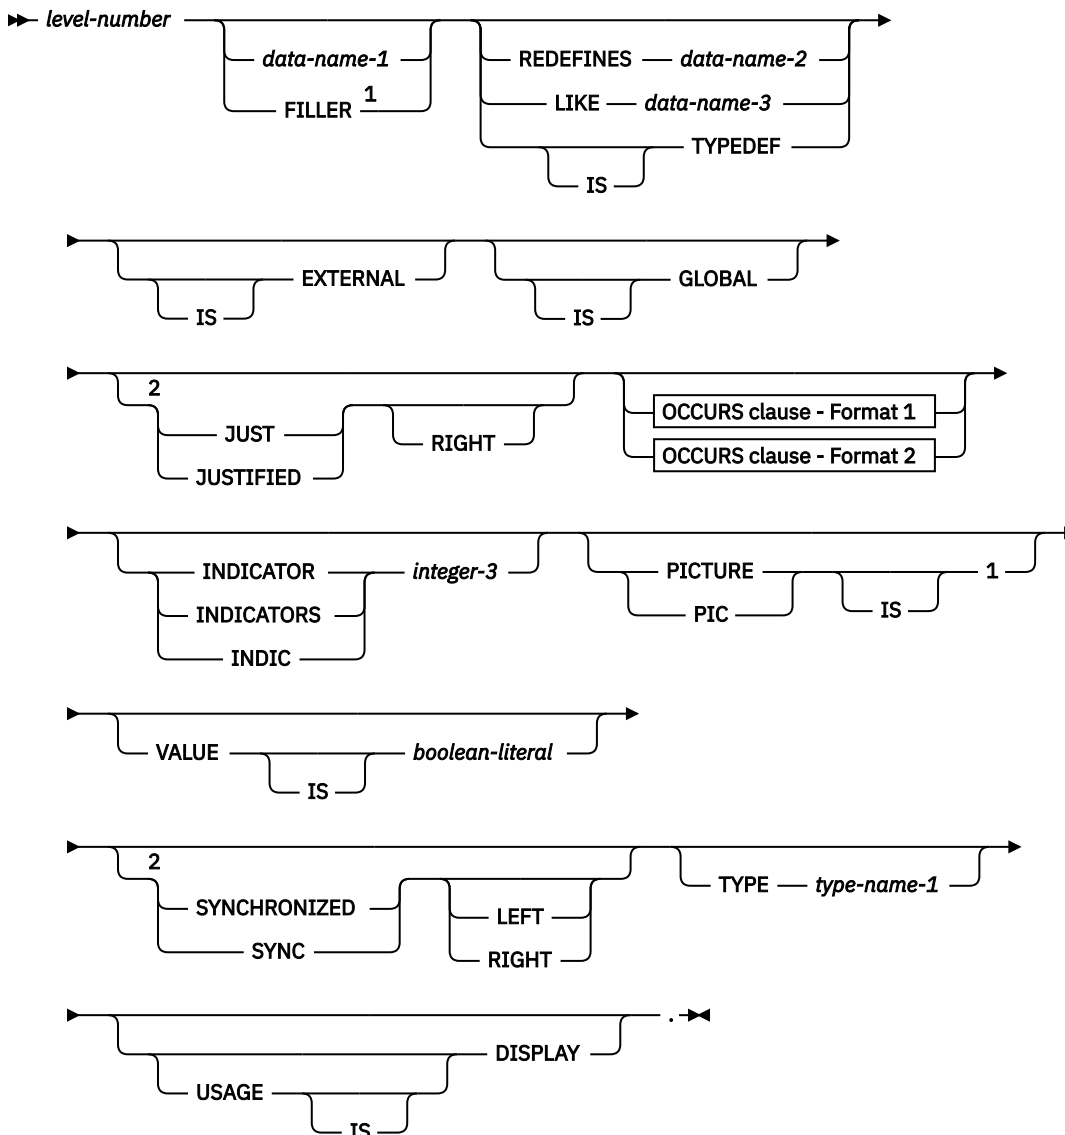 level-number
data-name-1
FILLER 1
REDEFINES data-name-2
LIKE data-name-3
TYPEDEF
IS
EXTERNAL
IS
GLOBAL
IS
2
JUST
JUSTIFIED
RIGHT
OCCURS clause - Format 1
OCCURS clause - Format 2
INDICATOR
INDICATORS
INDIC
integer-3
PICTURE
PIC
IS
1
VALUE
IS
boolean-literal
2
SYNCHRONIZED
SYNC
LEFT
RIGHT
TYPE type-name-1
USAGE
IS
DISPLAY
.